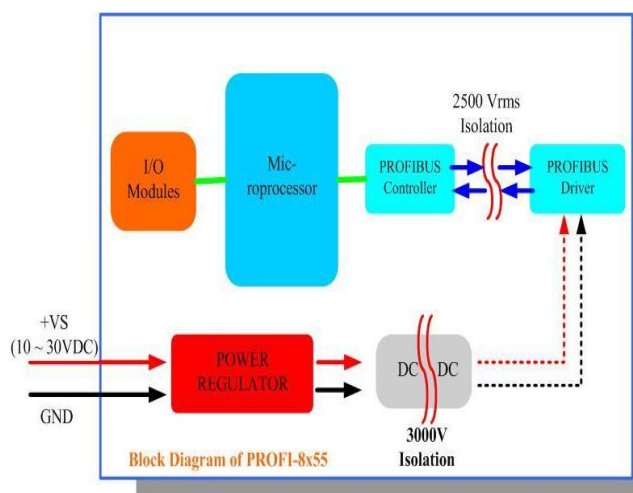 2500 Vrms
Isolation
I/O
Modules
Mic-
roprocessor
PROFIBUS
Controller
PROFIBUS
Driver
+VS
(10 ~ 30VDC)
GND
POWER
REGULATOR
DC DC
3000V
Isolation
Block Diagram of PROFI-8x55